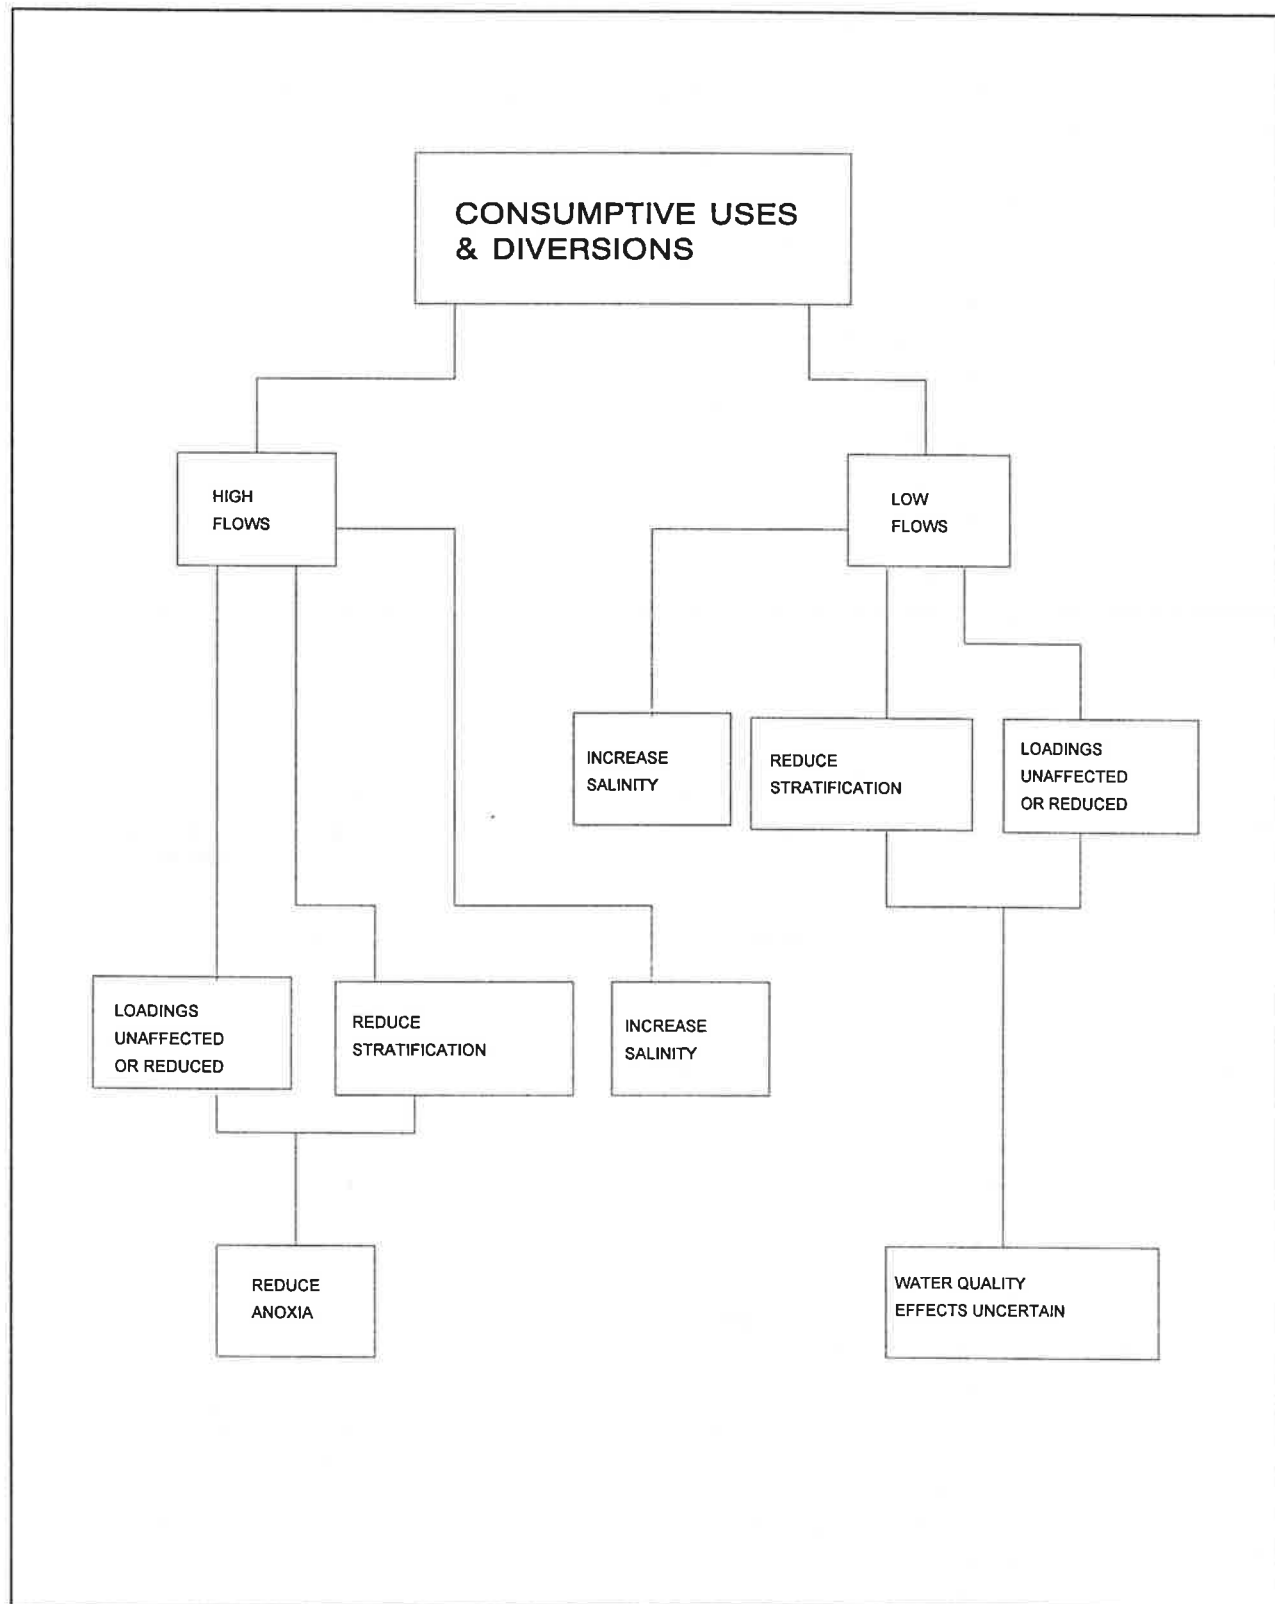 CONSUMPTIVE USES
& DIVERSIONS
HIGH
FLOWS
LOW
FLOWS
INCREASE
SALINITY
REDUCE
STRATIFICATION
LOADINGS
UNAFFECTED
OR REDUCED
LOADINGS
UNAFFECTED
OR REDUCED
REDUCE
STRATIFICATION
INCREASE
SALINITY
REDUCE
ANOXIA
WATER QUALITY
EFFECTS UNCERTAIN